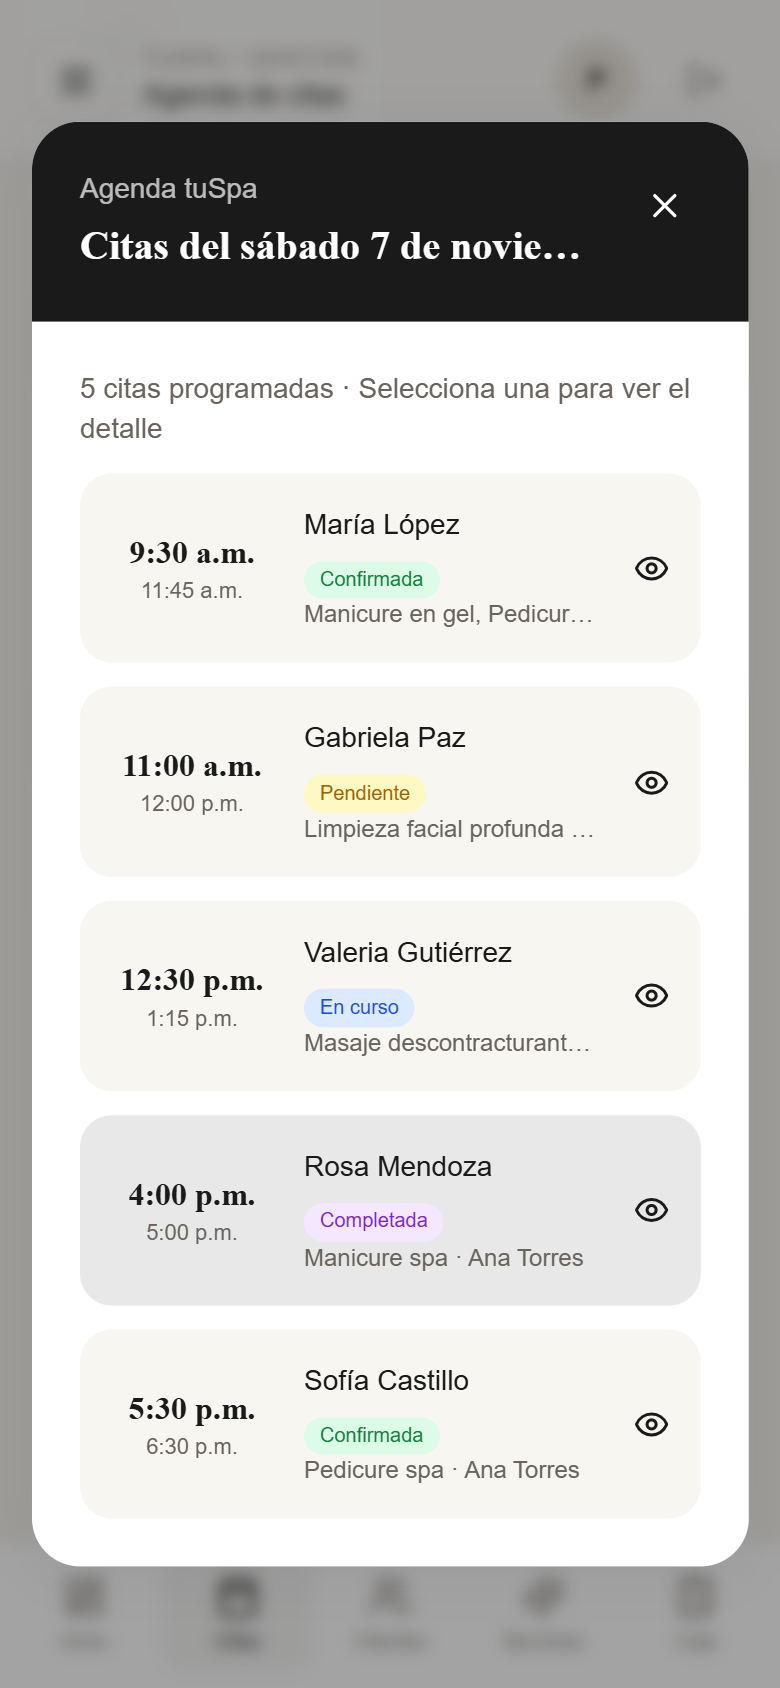 Agenda de citas
Agenda tuSpa
Citas del sábado 7 de novie…
5 citas programadas · Selecciona una para ver el
detalle
9:30 a.m.
11:45 a.m.
María López
Confirmada
Manicure en gel, Pedicur…
11:00 a.m.
12:00 p.m.
Gabriela Paz
Pendiente
Limpieza facial profunda …
12:30 p.m.
1:15 p.m.
Valeria Gutiérrez
En curso
Masaje descontracturant…
4:00 p.m.
5:00 p.m.
Rosa Mendoza
Completada
Manicure spa · Ana Torres
5:30 p.m.
6:30 p.m.
Sofía Castillo
Confirmada
Pedicure spa · Ana Torres